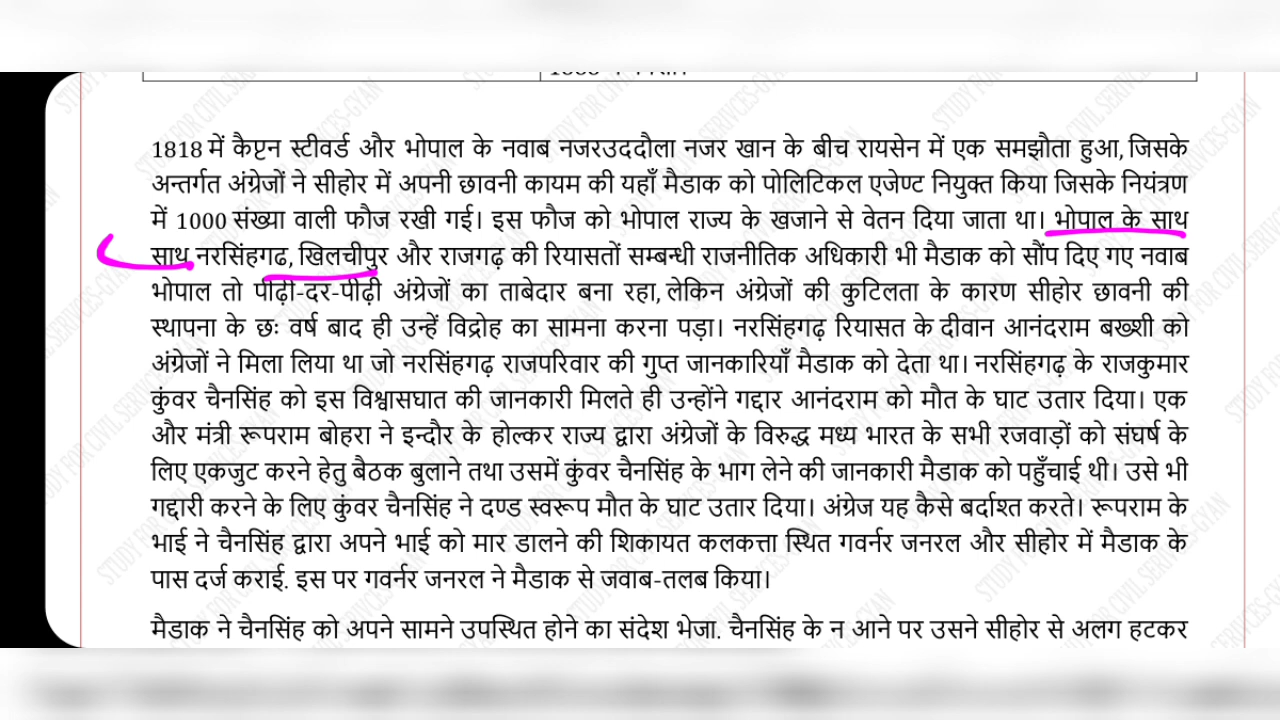 1818 में कैप्टन स्टीवर्ड और भोपाल के नवाब नजरउददौला नजर खान के बीच रायसेन में एक समझौता हुआ, जिसके
अन्तर्गत अंग्रेजों ने सीहोर में अपनी छावनी कायम की यहाँ मैडाक को पोलिटिकल एजेण्ट नियुक्त किया जिसके नियंत्रण
में 1000 संख्या वाली फौज रखी गई। इस फौज को भोपाल राज्य के खजाने से वेतन दिया जाता था। भोपाल के साथ
साथ नरसिंहगढ, खिलचीपुर और राजगढ़ की रियासतों सम्बन्धी राजनीतिक अधिकारी भी मैडाक को सौंप दिए गए नवाब
भोपाल तो पीढ़ी-दर-पीढ़ी अंग्रेजों का ताबेदार बना रहा, लेकिन अंग्रेजों की कुटिलता के कारण सीहोर छावनी की
स्थापना के छः वर्ष बाद ही उन्हें विद्रोह का सामना करना पड़ा। नरसिंहगढ़ रियासत के दीवान आनंदराम बख्शी को
अंग्रेजों ने मिला लिया था जो नरसिंहगढ़ राजपरिवार की गुप्त जानकारियाँ मैडाक को देता था। नरसिंहगढ़ के राजकुमार
कुंवर चैनसिंह को इस विश्वासघात की जानकारी मिलते ही उन्होंने गद्दार आनंदराम को मौत के घाट उतार दिया। एक
और मंत्री रूपराम बोहरा ने इन्दौर के होल्कर राज्य द्वारा अंग्रेजों के विरुद्ध मध्य भारत के सभी रजवाड़ों को संघर्ष के
लिए एकजुट करने हेतु बैठक बुलाने तथा उसमें कुंवर चैनसिंह के भाग लेने की जानकारी मैडाक को पहुँचाई थी। उसे भी
गद्दारी करने के लिए कुंवर चैनसिंह ने दण्ड स्वरूप मौत के घाट उतार दिया। अंग्रेज यह कैसे बर्दाश्त करते। रूपराम के
भाई ने चैनसिंह द्वारा अपने भाई को मार डालने की शिकायत कलकत्ता स्थित गवर्नर जनरल और सीहोर में मैडाक के
पास दर्ज कराई. इस पर गवर्नर जनरल ने मैडाक से जवाब-तलब किया।
मैडाक ने चैनसिंह को अपने सामने उपस्थित होने का संदेश भेजा. चैनसिंह के न आने पर उसने सीहोर से अलग हटकर